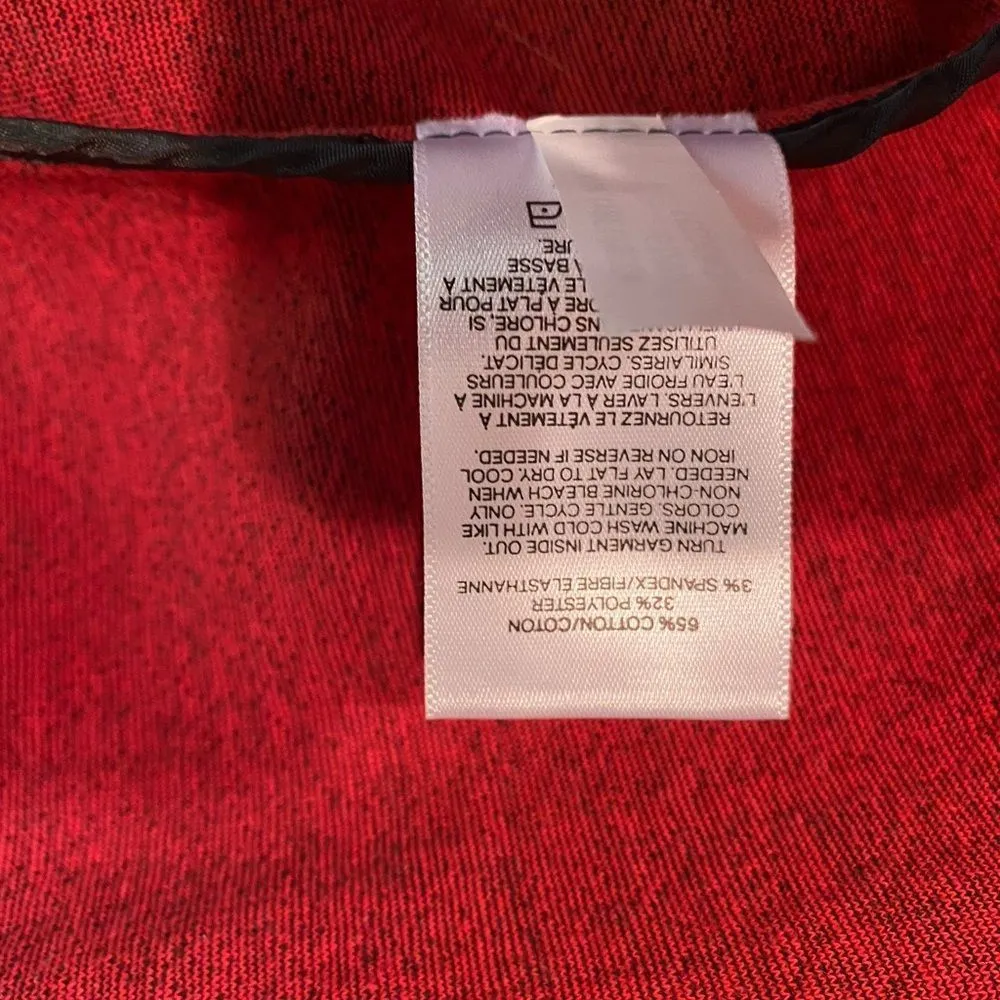 65% COTTON/COTON
32% POLYESTER
3% SPANDEX/FIBRE ELASTHANNE
TURN GARMENT INSIDE OUT.
MACHINE WASH COLD WITH LIKE
COLORS. GENTLE CYCLE. ONLY
NON-CHLORINE BLEACH WHEN
NEEDED. LAY FLAT TO DRY. COOL
IRON ON REVERSE IF NEEDED.
RETOURNEZ LE VÊTEMENT À
L'ENVERS. LAVER À LA MACHINE À
L'EAU FROIDE AVEC COULEURS
SIMILAIRES. CYCLE DÉLICAT.
UTILISEZ SEULEMENT DU
CHLORE, SI
À PLAT POUR
LE VÊTEMENT À
BASSE